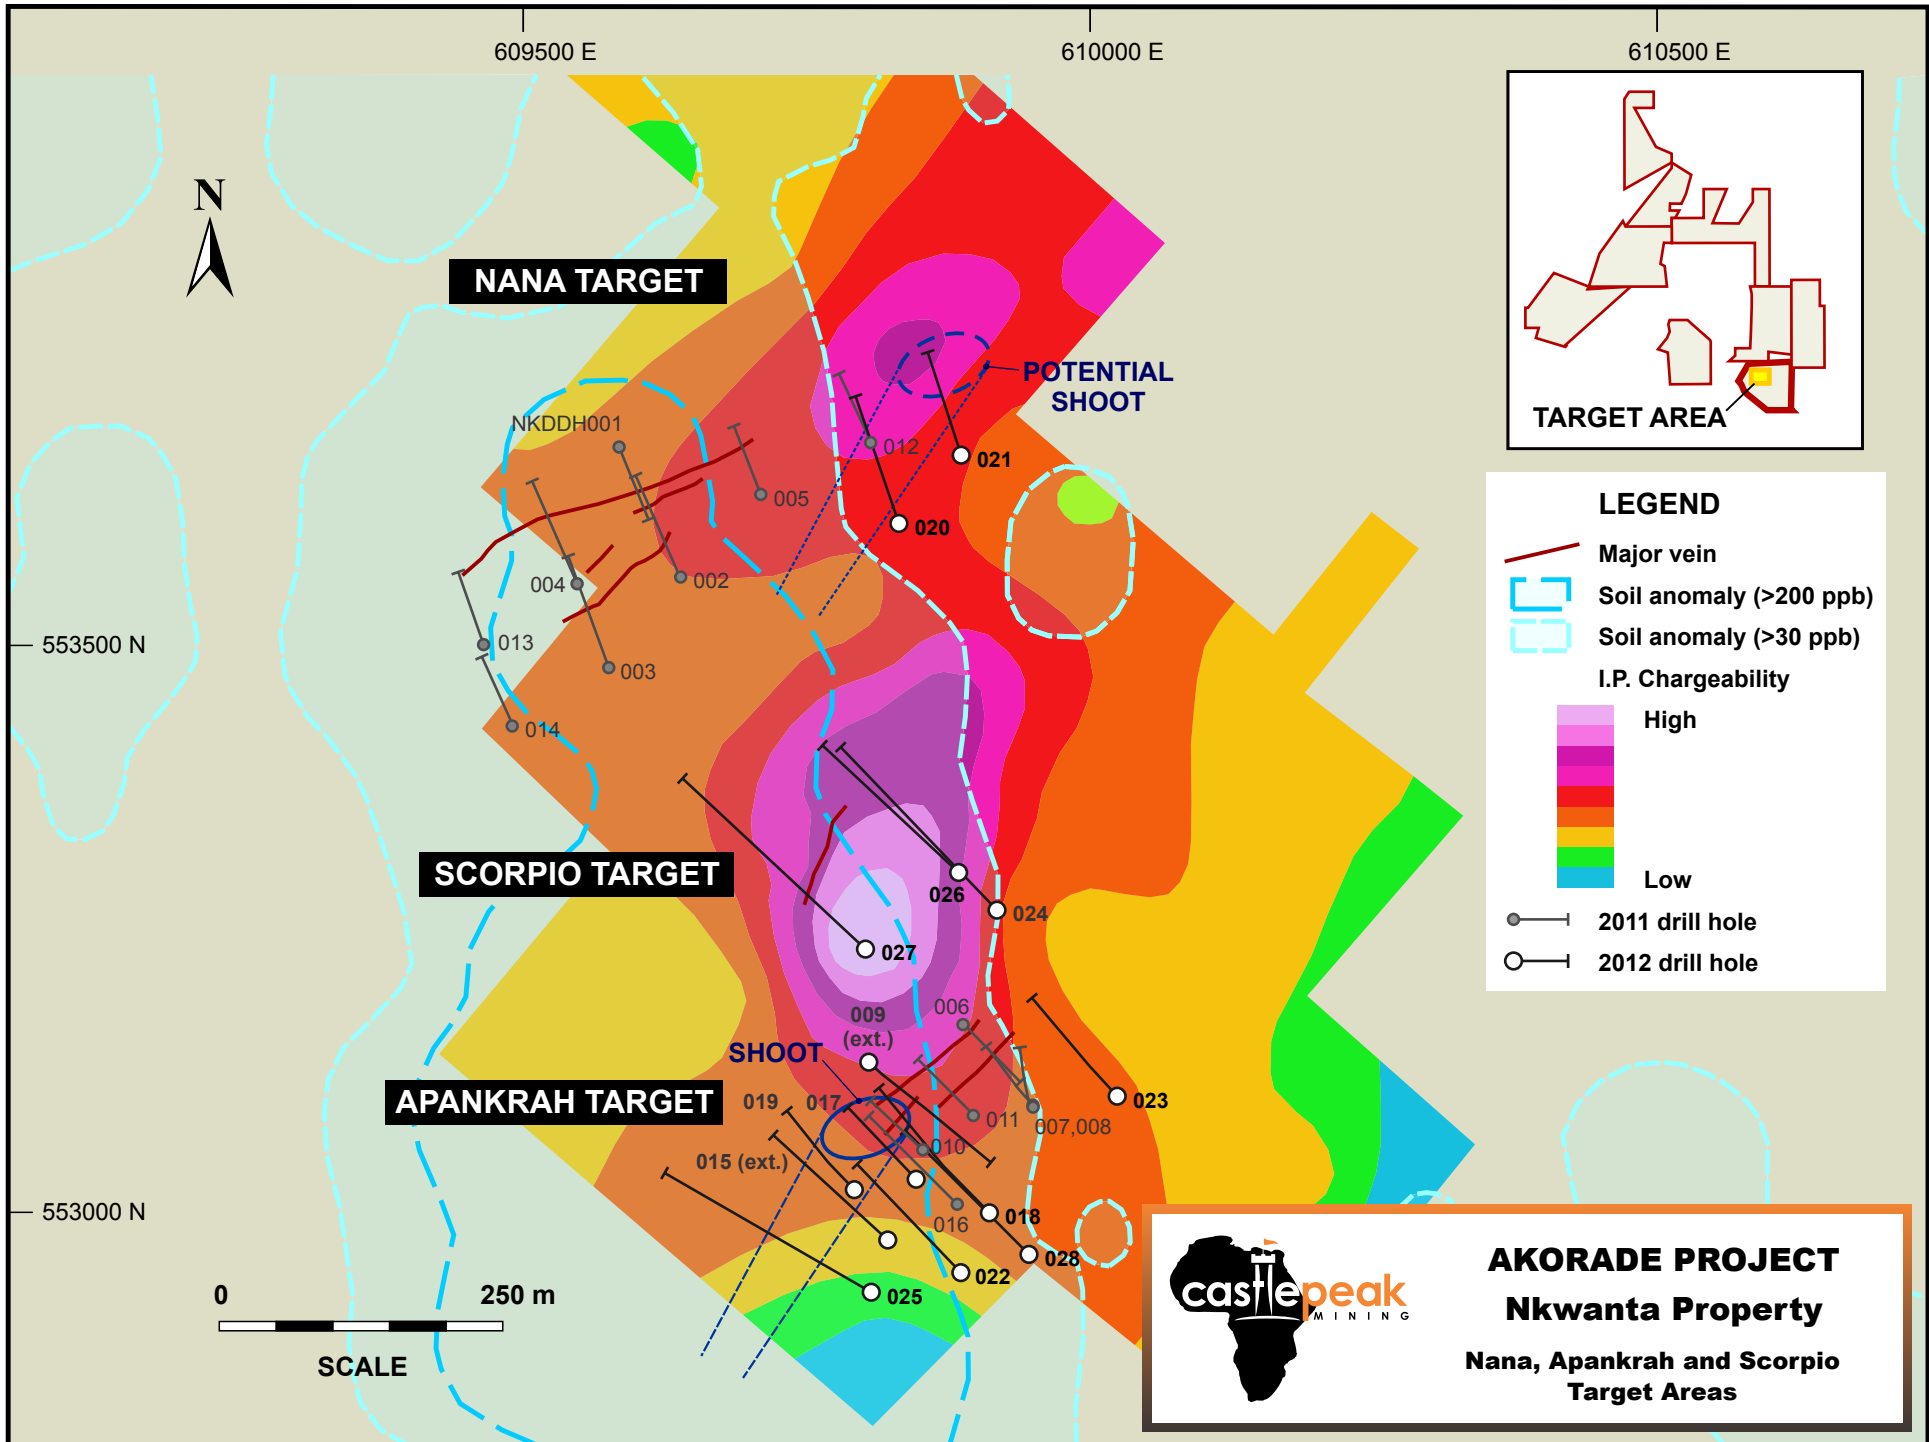 609500 E
610000 E
610500 E
N
NANA TARGET
POTENTIAL
SHOOT
TARGET AREA
NKDDH001
012
021
005
020
LEGEND
Major vein
Soil anomaly (>200 ppb)
Soil anomaly (>30 ppb)
I.P. Chargeability
High
Low
2011 drill hole
2012 drill hole
004
002
013
553500 N
003
014
SCORPIO TARGET
026
024
027
009
(ext.)
006
SHOOT
APANKRAH TARGET
019
017
011
007,008
023
010
015 (ext.)
016
018
553000 N
028
022
025
0
250 m
SCALE
castlepeak
MINING
AKORADE PROJECT
Nkwanta Property
Nana, Apankrah and Scorpio
Target Areas